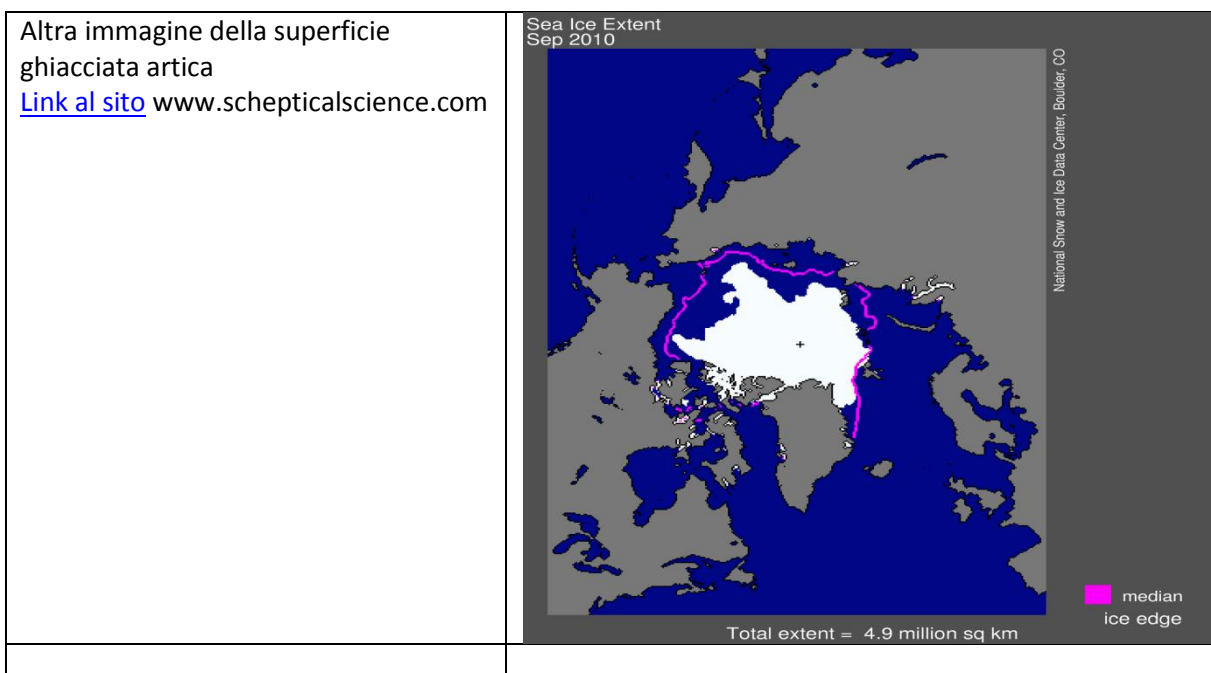 Altra immagine della superficie
ghiacciata artica
Link al sito www.schepticalscience.com
Sea Ice Extent
Sep 2010
National Snow and Ice Data Center, Boulder, CO
median
ice edge
Total extent = 4.9 million sq km